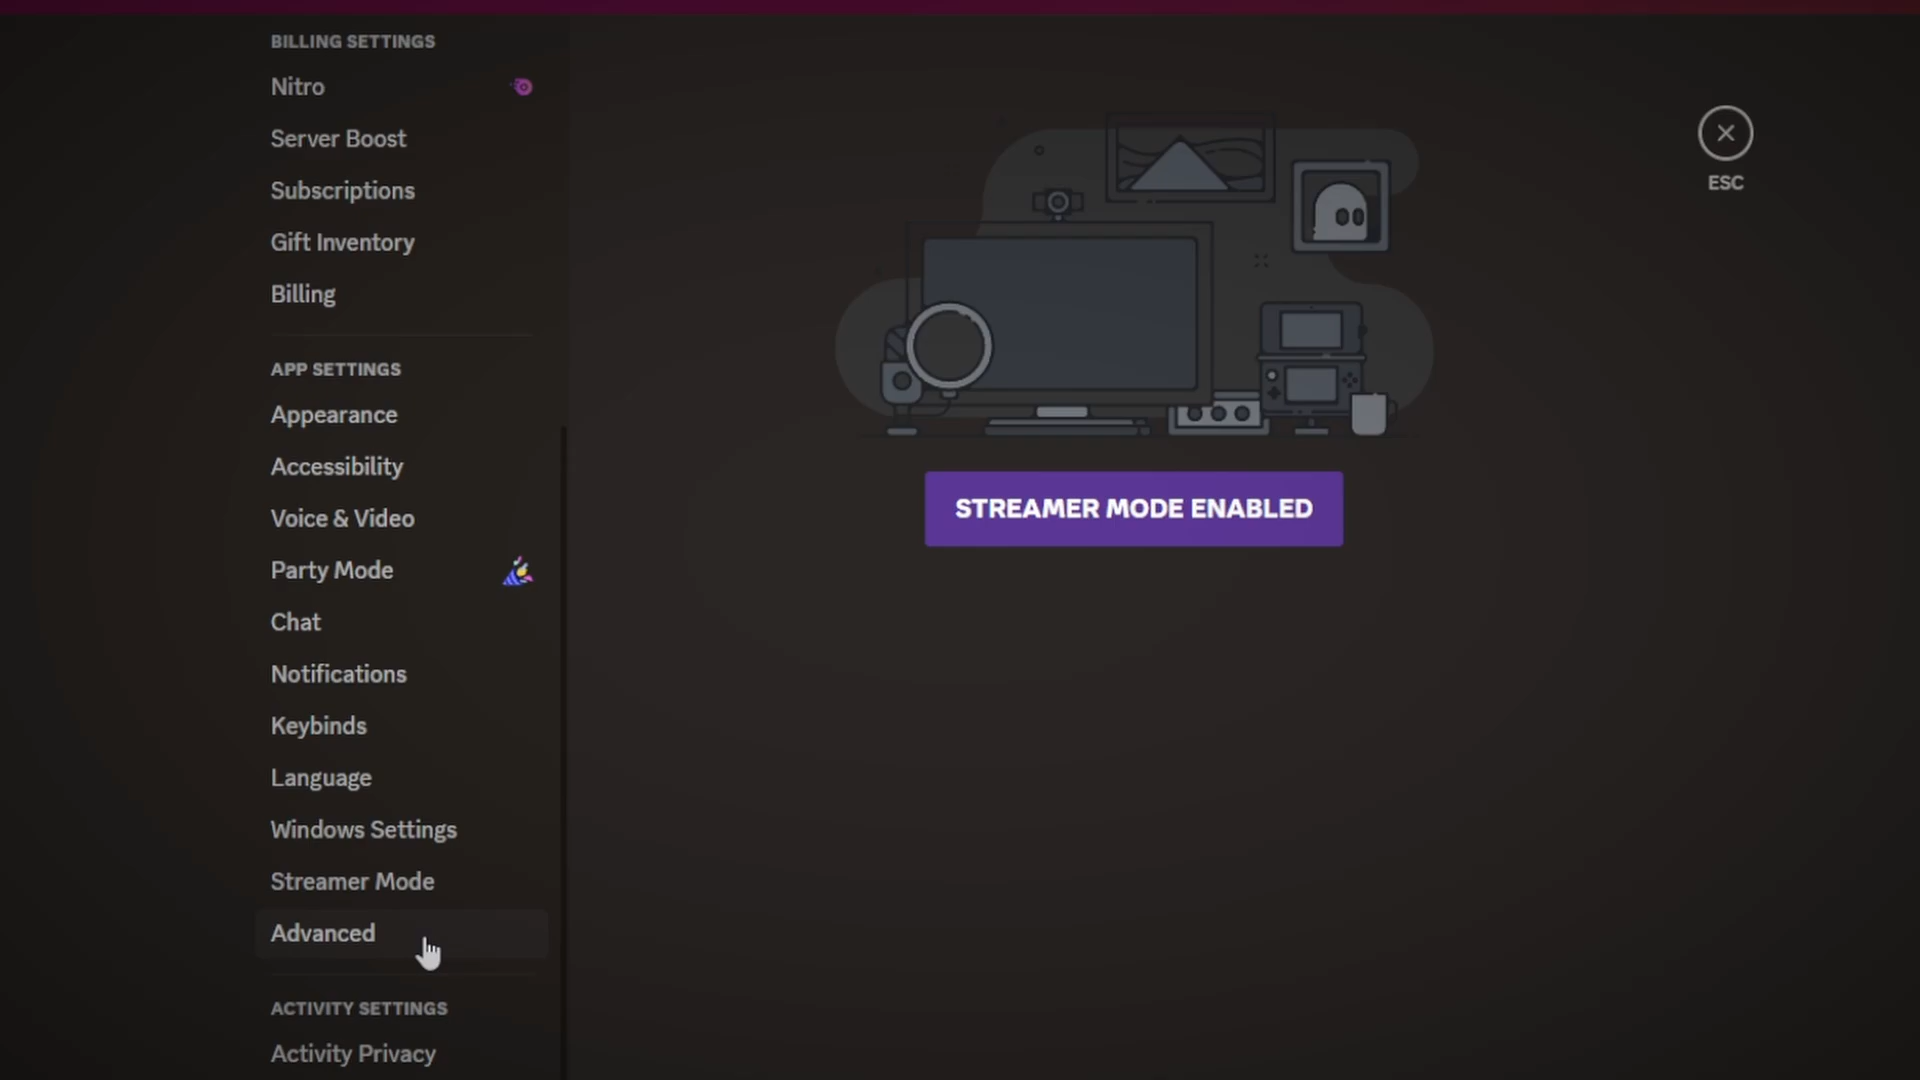 BILLING SETTINGS
Nitro
Server Boost
Subscriptions
Gift Inventory
Billing
APP SETTINGS
Appearance
Accessibility
Voice & Video
Party Mode
Chat
Notifications
Keybinds
Language
Windows Settings
Streamer Mode
Advanced
ACTIVITY SETTINGS
Activity Privacy
STREAMER MODE ENABLED
ESC